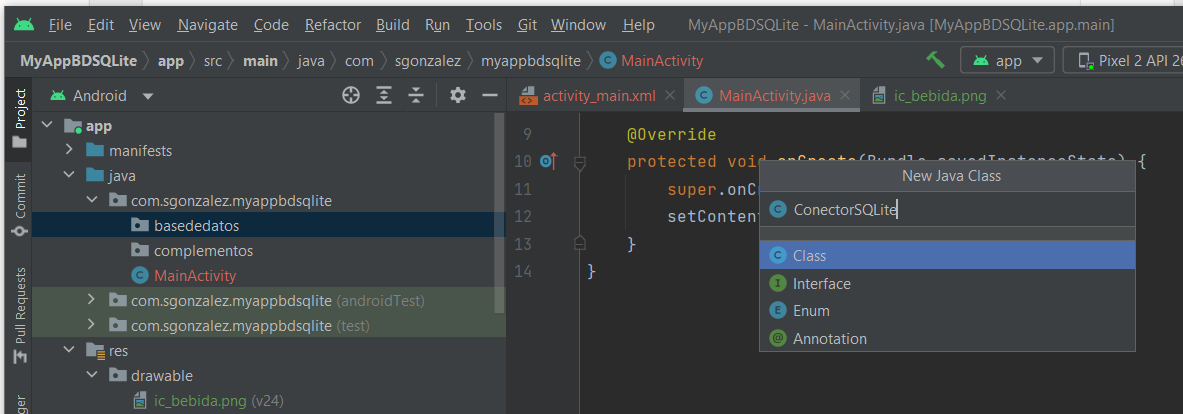 File Edit View Navigate Code Refactor Build Run Tools Git Window Help MyAppBDSQLite - MainActivity.java [MyAppBDSQLite.app.main]
MyAppBDSQLite app src main java com sgonzalez myappbdsqlite MainActivity app Pixel 2 API 26
Project
Commit
Pull Requests
Android
app
manifests
java
com.sgonzalez.myappbdsqlite
basededatos
complementos
MainActivity
com.sgonzalez.myappbdsqlite (androidTest)
com.sgonzalez.myappbdsqlite (test)
res
drawable
ic_bebida.png (v24)
activity_main.xml MainActivity.java ic_bebida.png
9 @Override
10 protected void onCreate(Bundle savedInstanceState) {
11 super.onC
12 setConten
13 }
14 }
New Java Class
ConectorSQLite
Class
Interface
Enum
Annotation